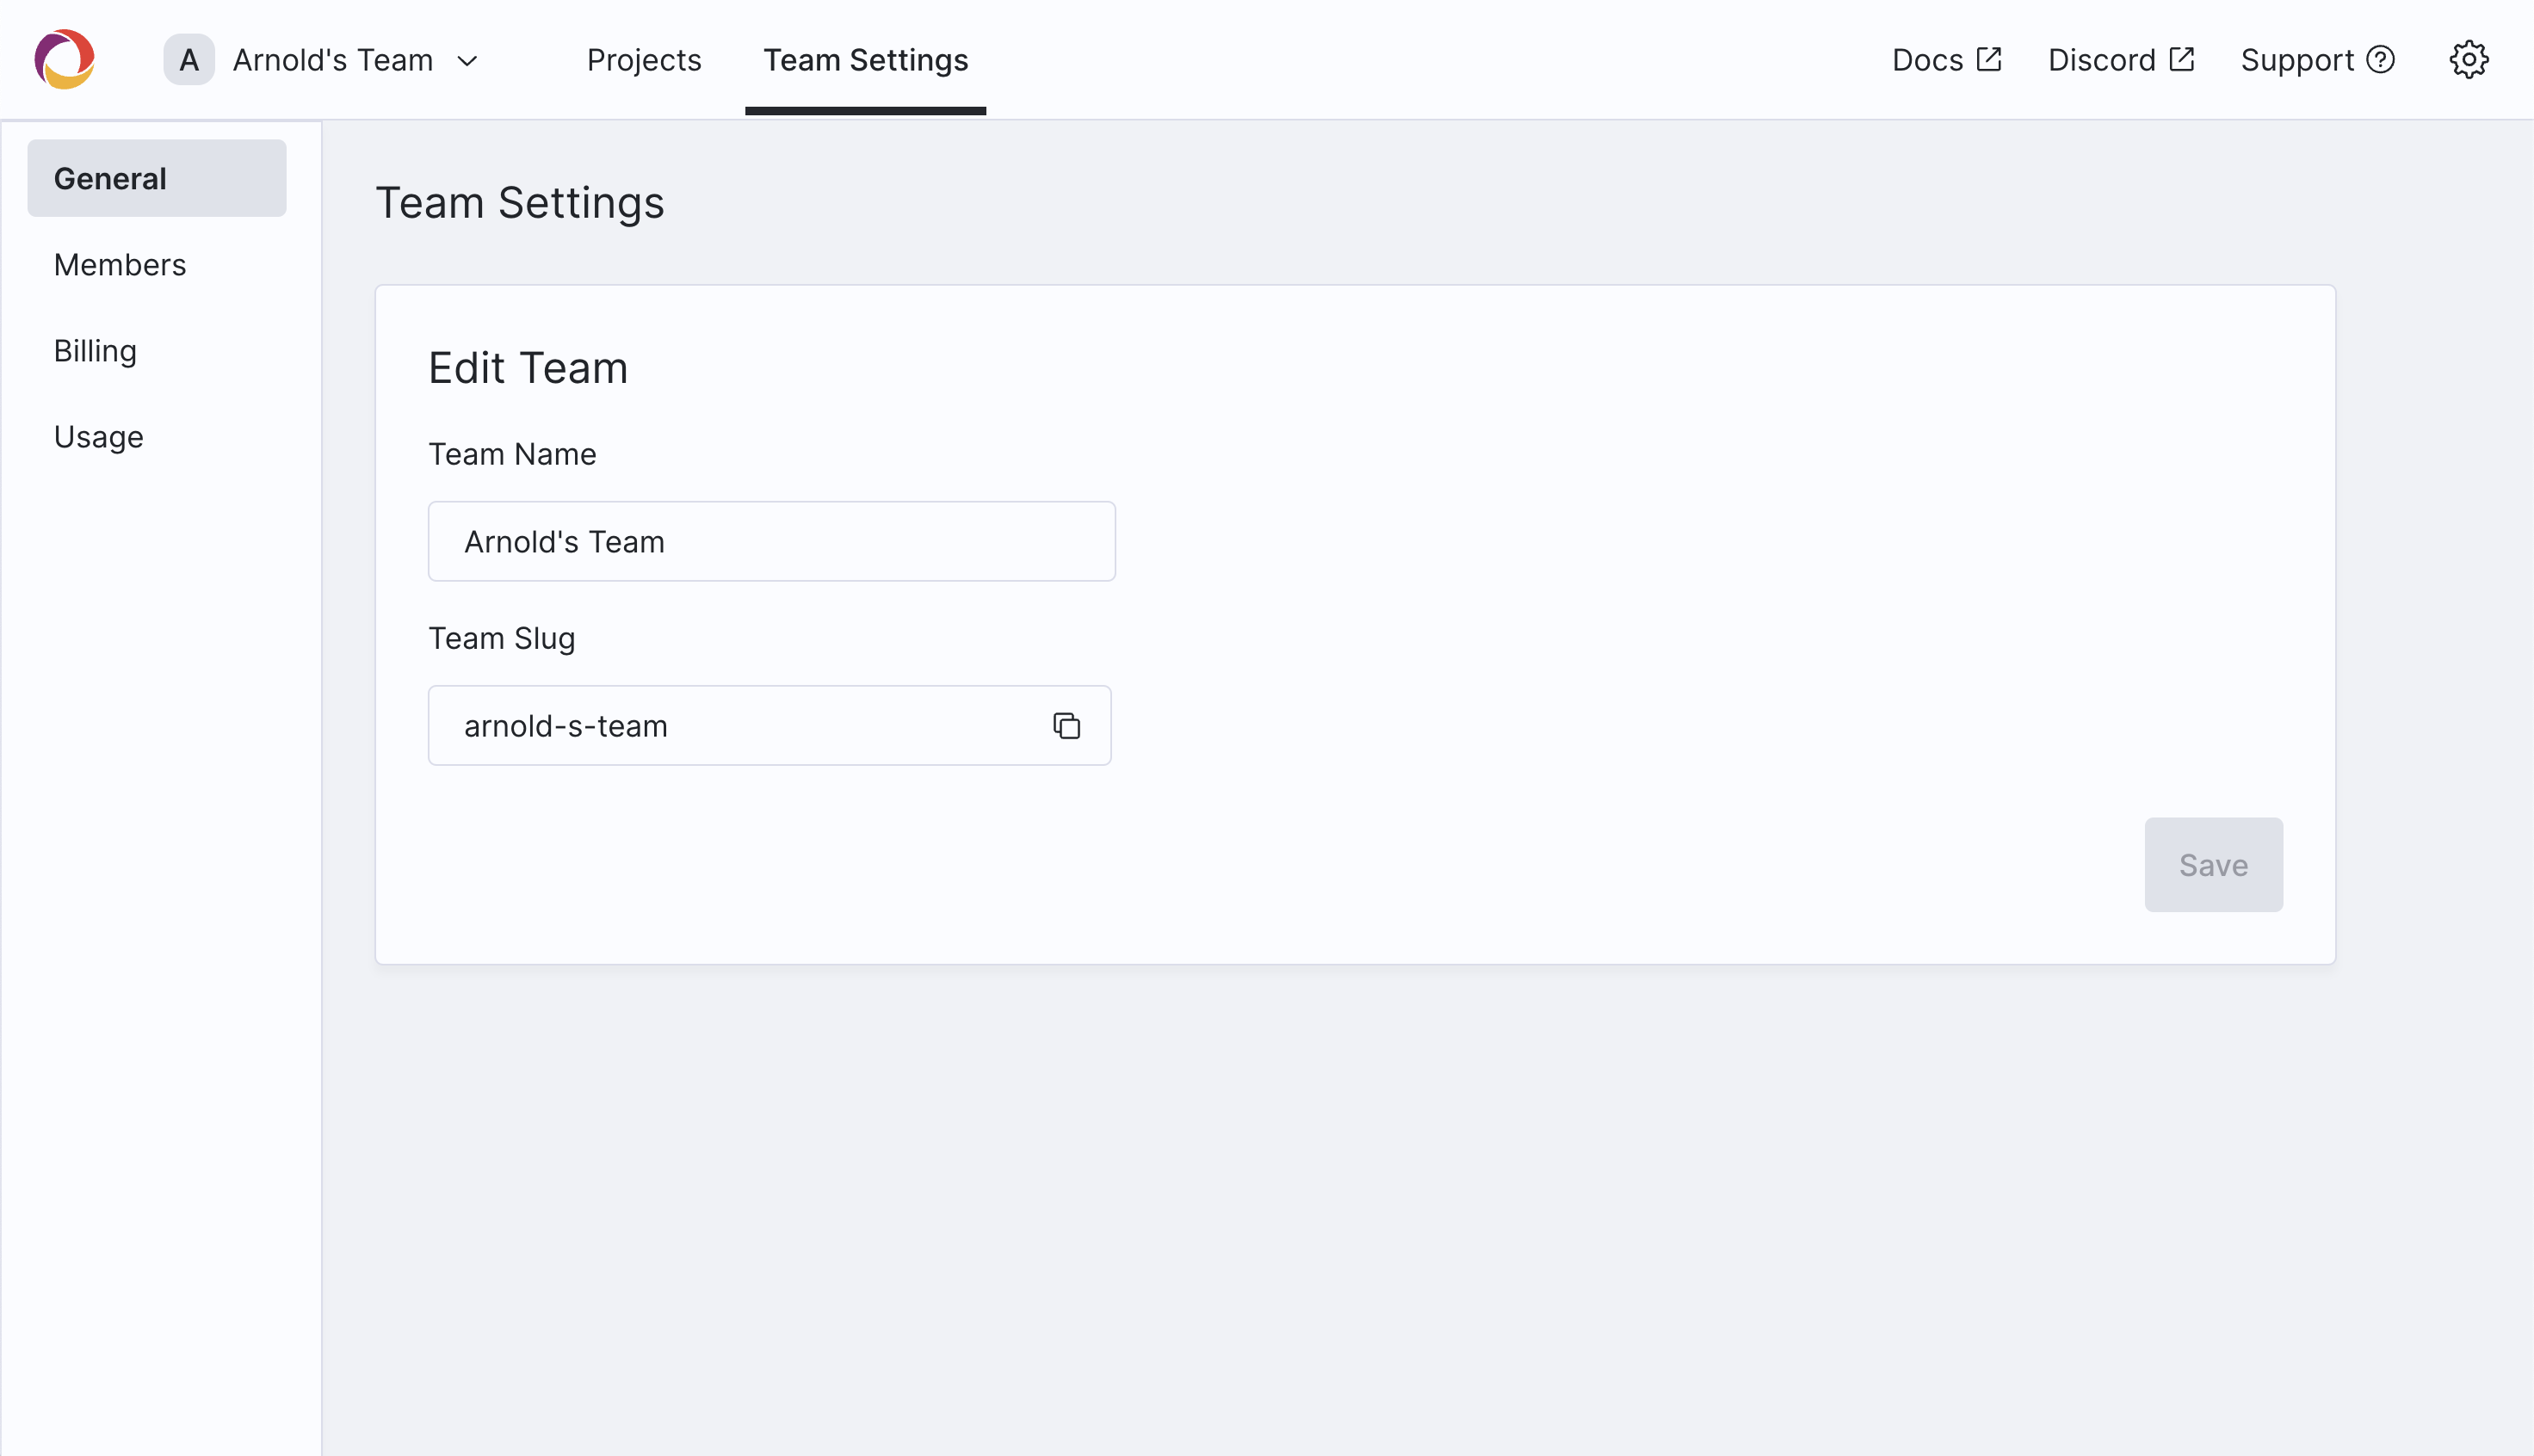 A Arnold's Team Projects Team Settings Docs Discord Support
General
Members
Billing
Usage
Team Settings
Edit Team
Team Name
Arnold's Team
Team Slug
arnold-s-team
Save